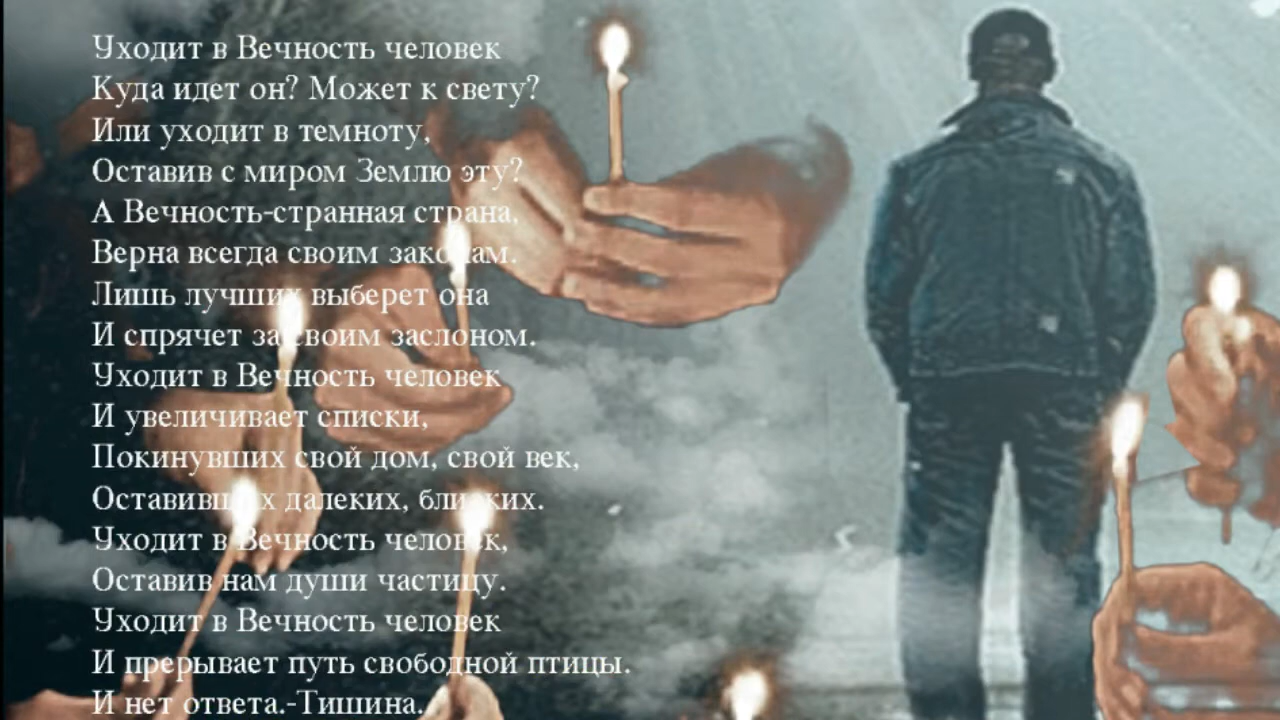 Уходит в Вечность человек
Куда идет он? Может к свету?
Или уходит в темноту,
Оставив с миром Землю эту?
А Вечность-странная страна,
Верна всегда своим законам.
Лишь лучших выберет она
И спрячет за своим заслоном.
Уходит в Вечность человек
И увеличивает списки,
Покинувших свой дом, свой век,
Оставивших далеких, близких.
Уходит в Вечность человек,
Оставив нам души частицу.
Уходит в Вечность человек
И прерывает путь свободной птицы.
И нет ответа.-Тишина.